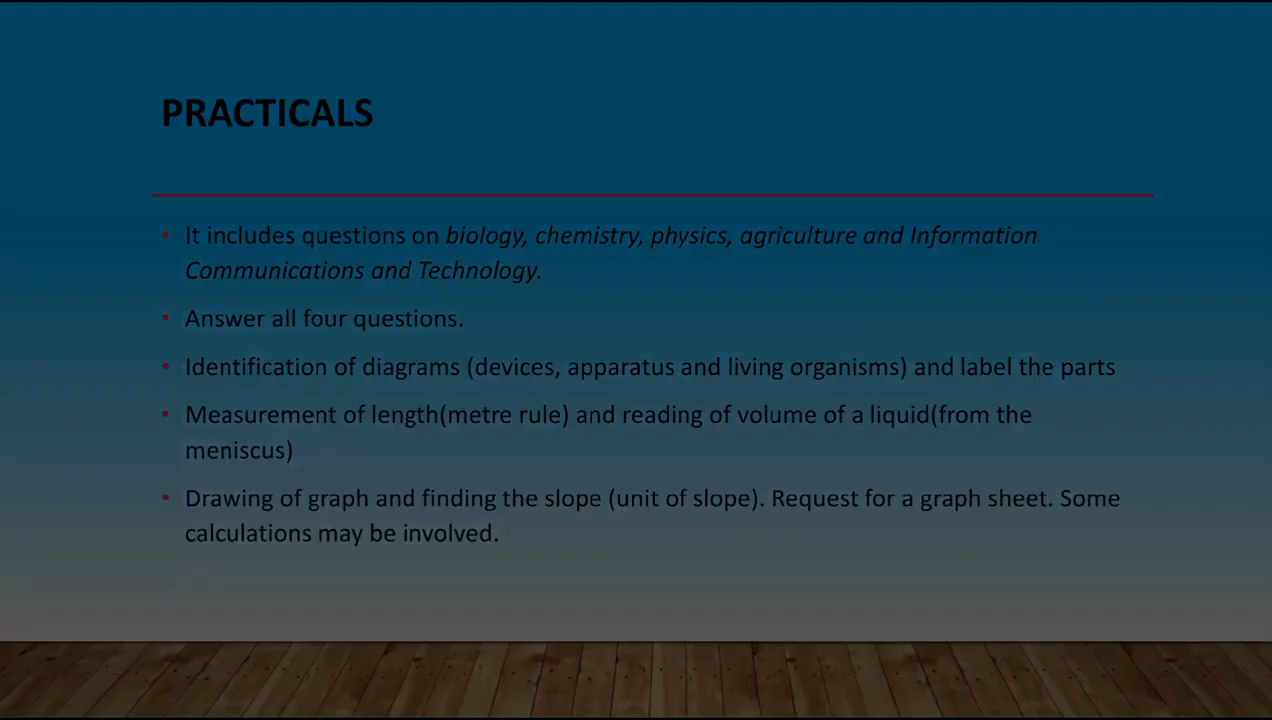 PRACTICALS
• It includes questions on biology, chemistry, physics, agriculture and Information
Communications and Technology.
• Answer all four questions.
• Identification of diagrams (devices, apparatus and living organisms) and label the parts
• Measurement of length(metre rule) and reading of volume of a liquid(from the
meniscus)
• Drawing of graph and finding the slope (unit of slope). Request for a graph sheet. Some
calculations may be involved.